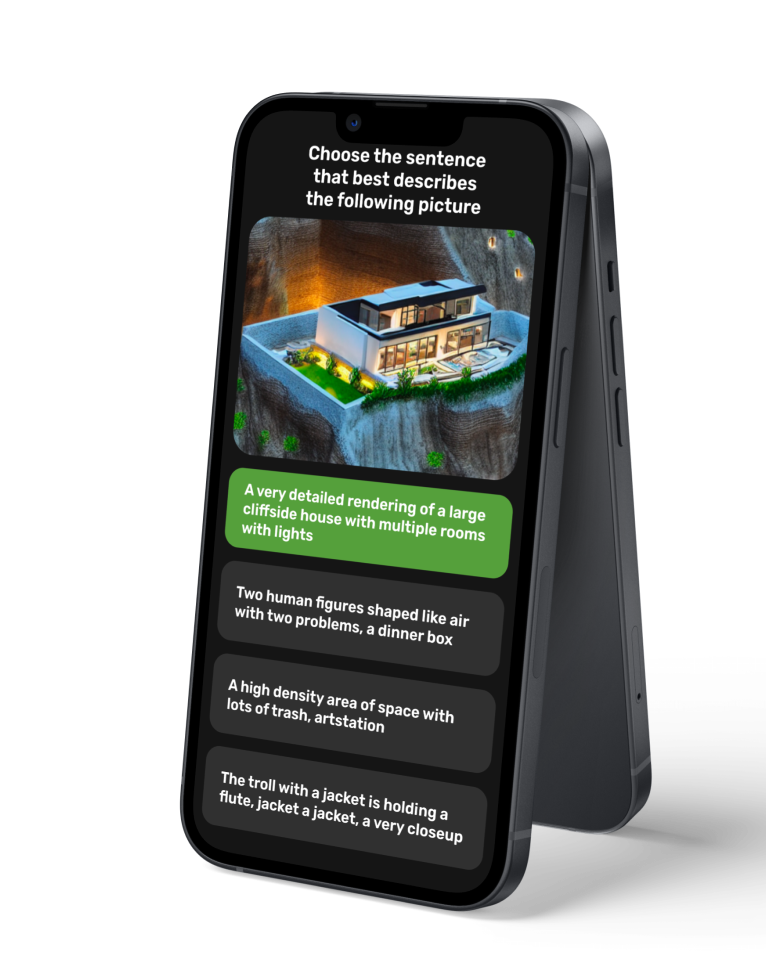 Choose the sentence
that best describes
the following picture
A very detailed rendering of a large
cliffside house with multiple rooms
with lights
Two human figures shaped like air
with two problems, a dinner box
A high density area of space with
lots of trash, artstation
The troll with a jacket is holding a
flute, jacket a jacket, a very closeup